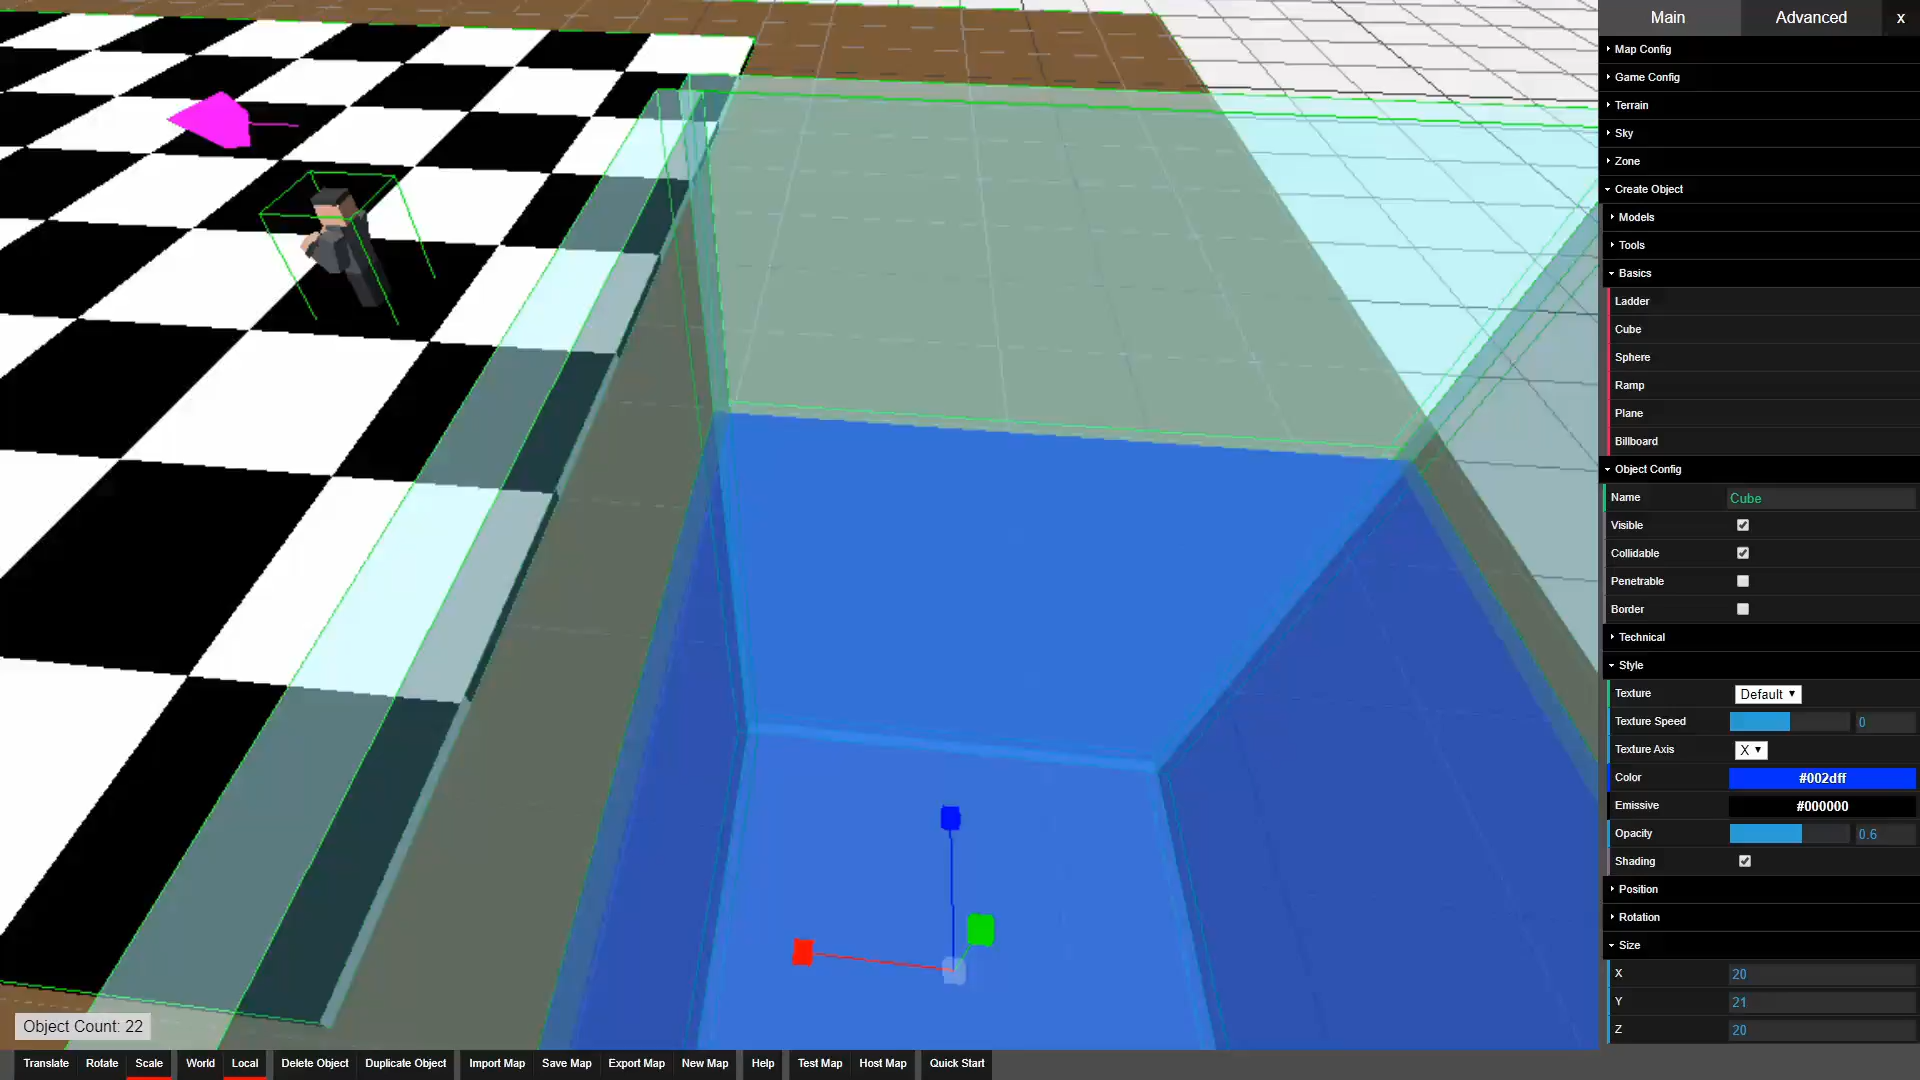 Main Advanced x
Map Config
Game Config
Terrain
Sky
Zone
Create Object
Models
Tools
Basics
Ladder
Cube
Sphere
Ramp
Plane
Billboard
Object Config
Name Cube
Visible
Collidable
Penetrable
Border
Technical
Style
Texture Default
Texture Speed 0
Texture Axis X
Color #002dff
Emissive #000000
Opacity 0.6
Shading
Position
Rotation
Size
X 20
Y 21
Z 20
Object Count: 22
Translate Rotate Scale World Local Delete Object Duplicate Object Import Map Save Map Export Map New Map Help Test Map Host Map Quick Start